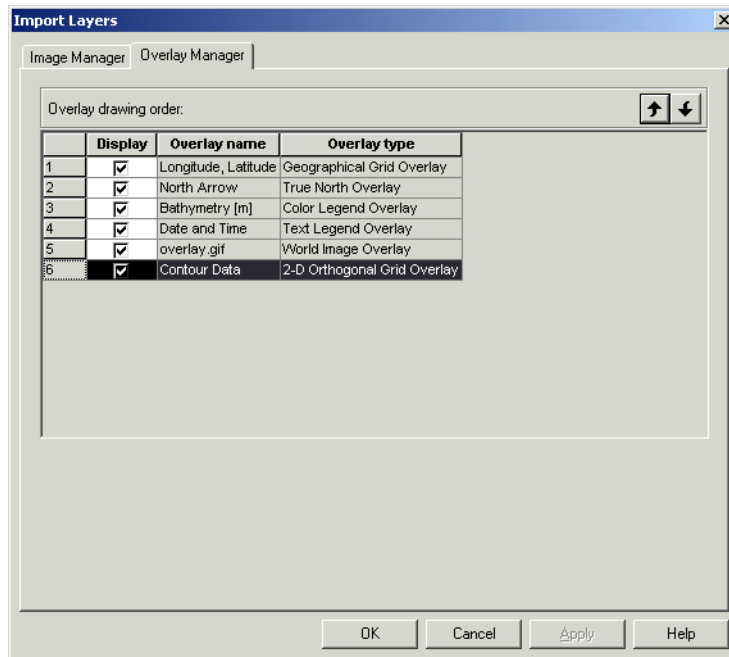 Import Layers
Image Manager Overlay Manager
Overlay drawing order:
Display Overlay name Overlay type
1 Longitude, Latitude Geographical Grid Overlay
2 North Arrow True North Overlay
3 Bathymetry [m] Color Legend Overlay
4 Date and Time Text Legend Overlay
5 overlay.gif World Image Overlay
6 Contour Data 2-D Orthogonal Grid Overlay
OK Cancel Apply Help